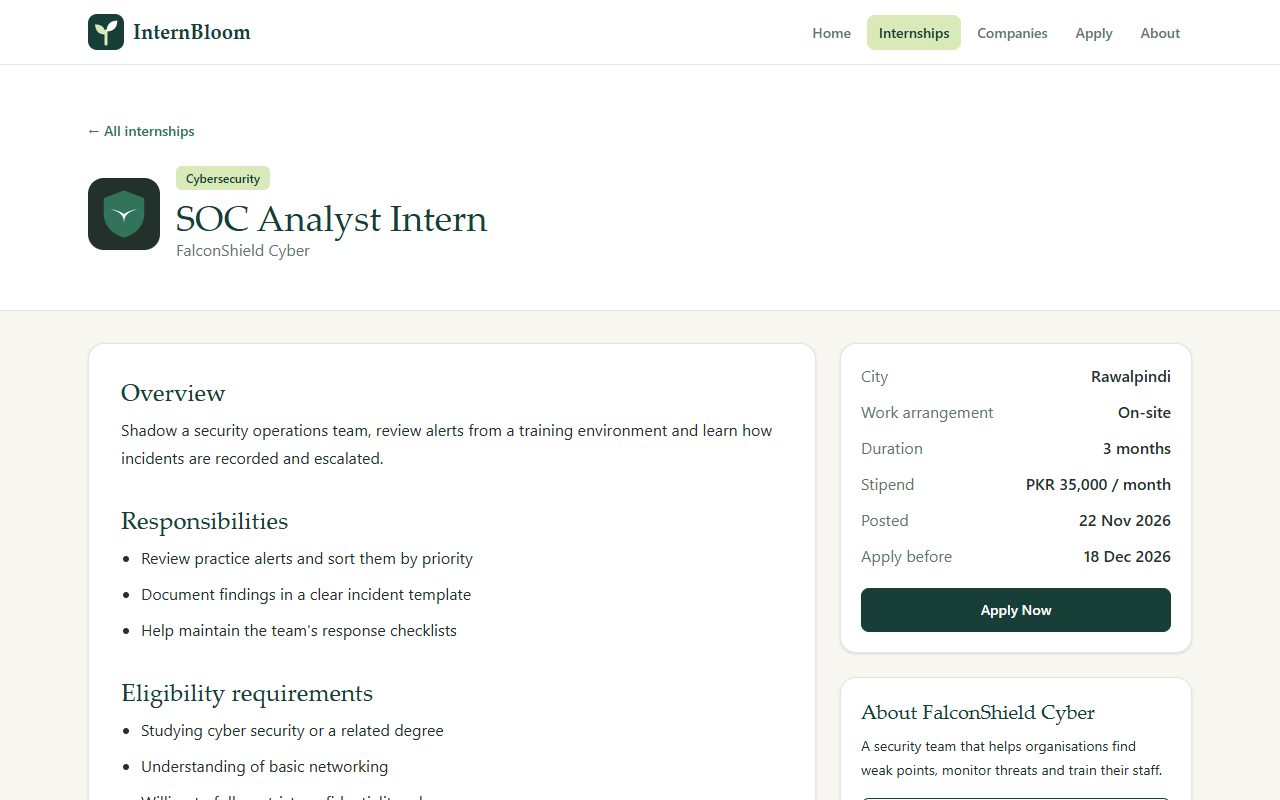 InternBloom
Home
Internships
Companies
Apply
About
← All internships
Cybersecurity
SOC Analyst Intern
FalconShield Cyber
Overview
Shadow a security operations team, review alerts from a training environment and learn how
incidents are recorded and escalated.
Responsibilities
• Review practice alerts and sort them by priority
• Document findings in a clear incident template
• Help maintain the team's response checklists
Eligibility requirements
• Studying cyber security or a related degree
• Understanding of basic networking
City Rawalpindi
Work arrangement On-site
Duration 3 months
Stipend PKR 35,000 / month
Posted 22 Nov 2026
Apply before 18 Dec 2026
Apply Now
About FalconShield Cyber
A security team that helps organisations find
weak points, monitor threats and train their staff.